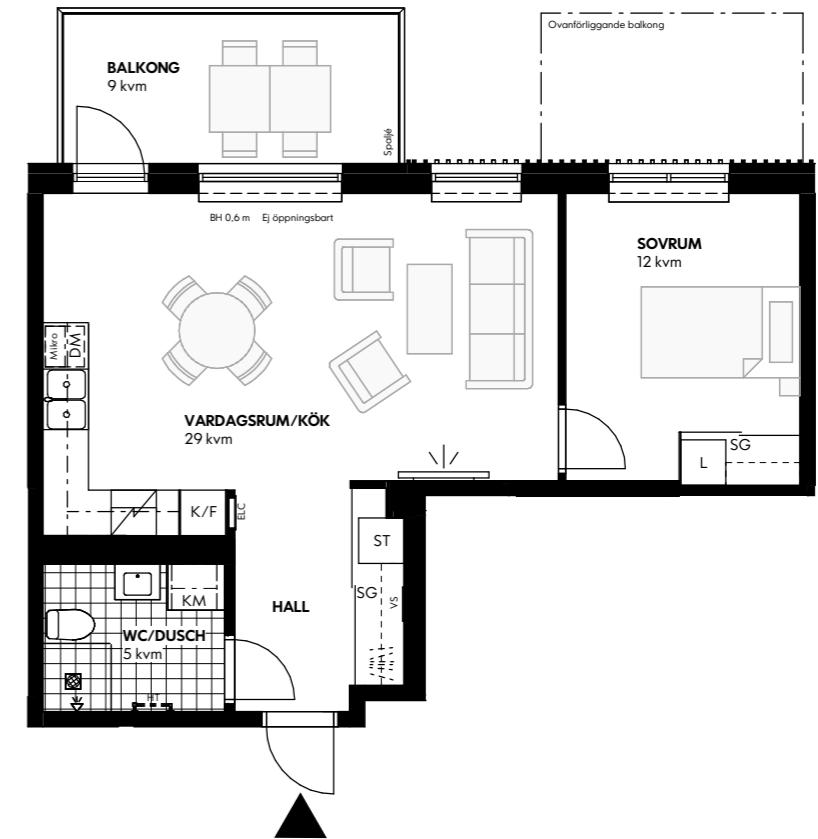 Ovanförliggande balkong
BALKONG
9 kvm
Spaljé
BH 0,6 m Ej öppningsbart
SOVRUM
12 kvm
Mikro
DM
VARDAGSRUM/KÖK
29 kvm
SG
L
K/F
ELC
ST
KM
HALL
SG
VS
WC/DUSCH
5 kvm
HT